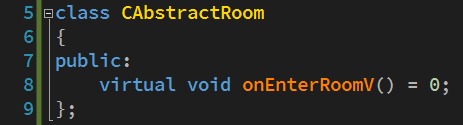 5 class CAbstractRoom
6 {
7 public:
8     virtual void onEnterRoomV() = 0;
9 };